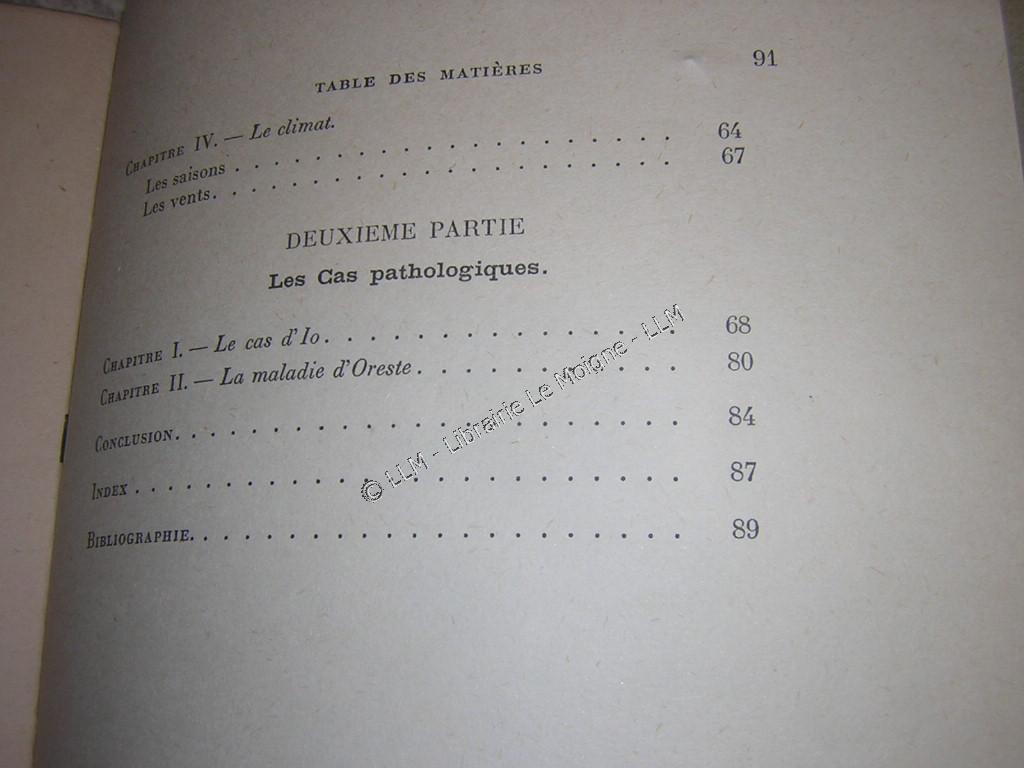 TABLE DES MATIÈRES 91
CHAPITRE IV. — Le climat.
Les saisons . . . . . . . . . . . . . . . . . . 64
Les vents. . . . . . . . . . . . . . . . . . . 67
DEUXIEME PARTIE
Les Cas pathologiques.
CHAPITRE I. — Le cas d'Io. . . . . . . . . . . . . . . 68
CHAPITRE II. — La maladie d'Oreste . . . . . . . . . . 80
CONCLUSION. . . . . . . . . . . . . . . . . . . 84
INDEX . . . . . . . . . . . . . . . . . . . . . 87
BIBLIOGRAPHIE. . . . . . . . . . . . . . . . . . . 89
© LLM - Librairie Le Moigne - LLM